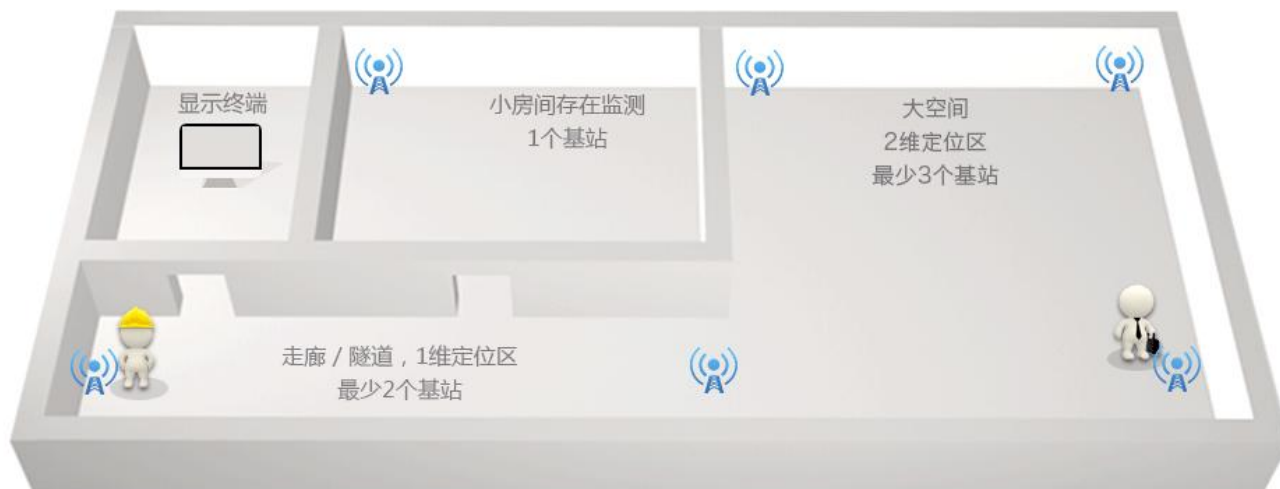 显示终端
小房间存在监测
1个基站
大空间
2维定位区
最少3个基站
走廊 / 隧道，1维定位区
最少2个基站